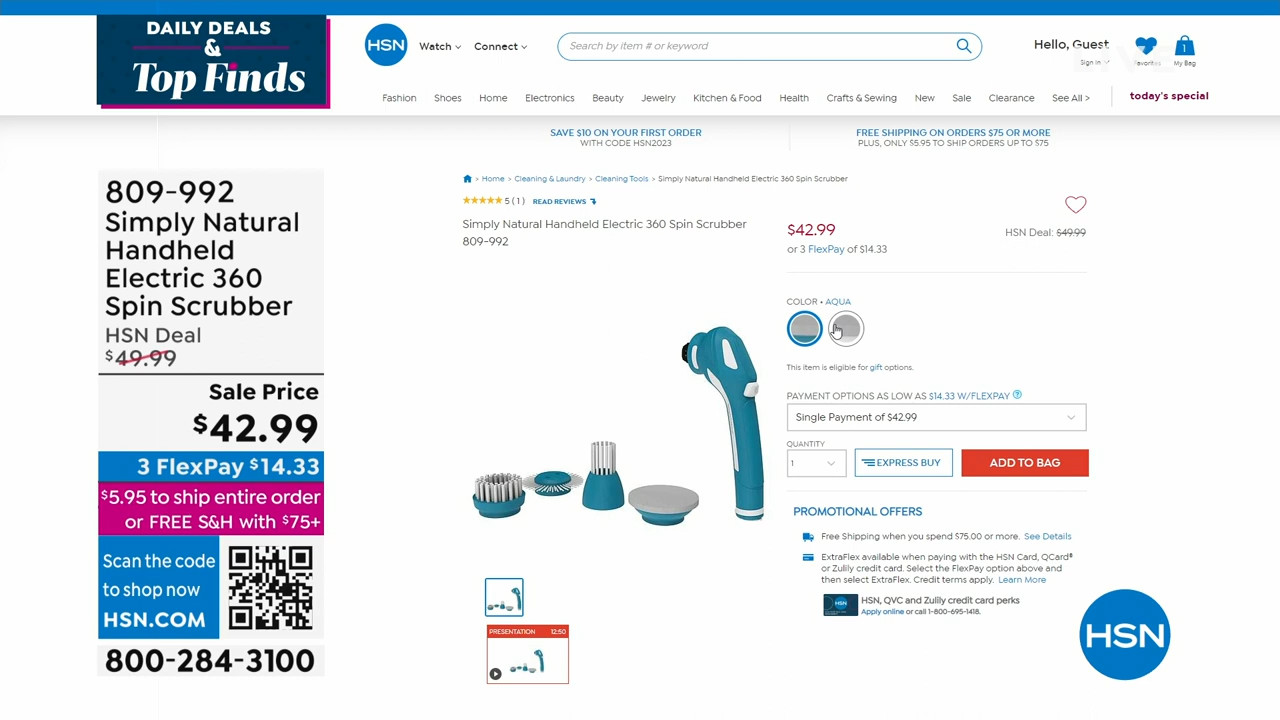 DAILY DEALS
&
Top Finds
HSN
Watch
Connect
Search by item # or keyword
Hello, Guest
Sign In
Favorites
1
My Bag
Fashion
Shoes
Home
Electronics
Beauty
Jewelry
Kitchen & Food
Health
Crafts & Sewing
New
Sale
Clearance
See All >
today's special
SAVE $10 ON YOUR FIRST ORDER
WITH CODE HSN2023
FREE SHIPPING ON ORDERS $75 OR MORE
PLUS, ONLY $5.95 TO SHIP ORDERS UP TO $75
809-992
Simply Natural
Handheld
Electric 360
Spin Scrubber
HSN Deal
$49.99
Sale Price
$42.99
3 FlexPay $14.33
$5.95 to ship entire order
or FREE S&H with $75+
Scan the code
to shop now
HSN.COM
800-284-3100
> Home > Cleaning & Laundry > Cleaning Tools > Simply Natural Handheld Electric 360 Spin Scrubber
5 (1) READ REVIEWS
Simply Natural Handheld Electric 360 Spin Scrubber
809-992
$42.99
HSN Deal: $49.99
or 3 FlexPay of $14.33
COLOR • AQUA
This item is eligible for gift options.
PAYMENT OPTIONS AS LOW AS $14.33 W/FLEXPAY ?
Single Payment of $42.99
QUANTITY
1
EXPRESS BUY
ADD TO BAG
PROMOTIONAL OFFERS
Free Shipping when you spend $75.00 or more. See Details
ExtraFlex available when paying with the HSN Card, QCard®
or Zulily credit card. Select the FlexPay option above and
then select ExtraFlex. Credit terms apply. Learn More
HSN
HSN, QVC and Zulily credit card perks
Apply online or call 1-800-695-1418.
PRESENTATION 12:50
HSN